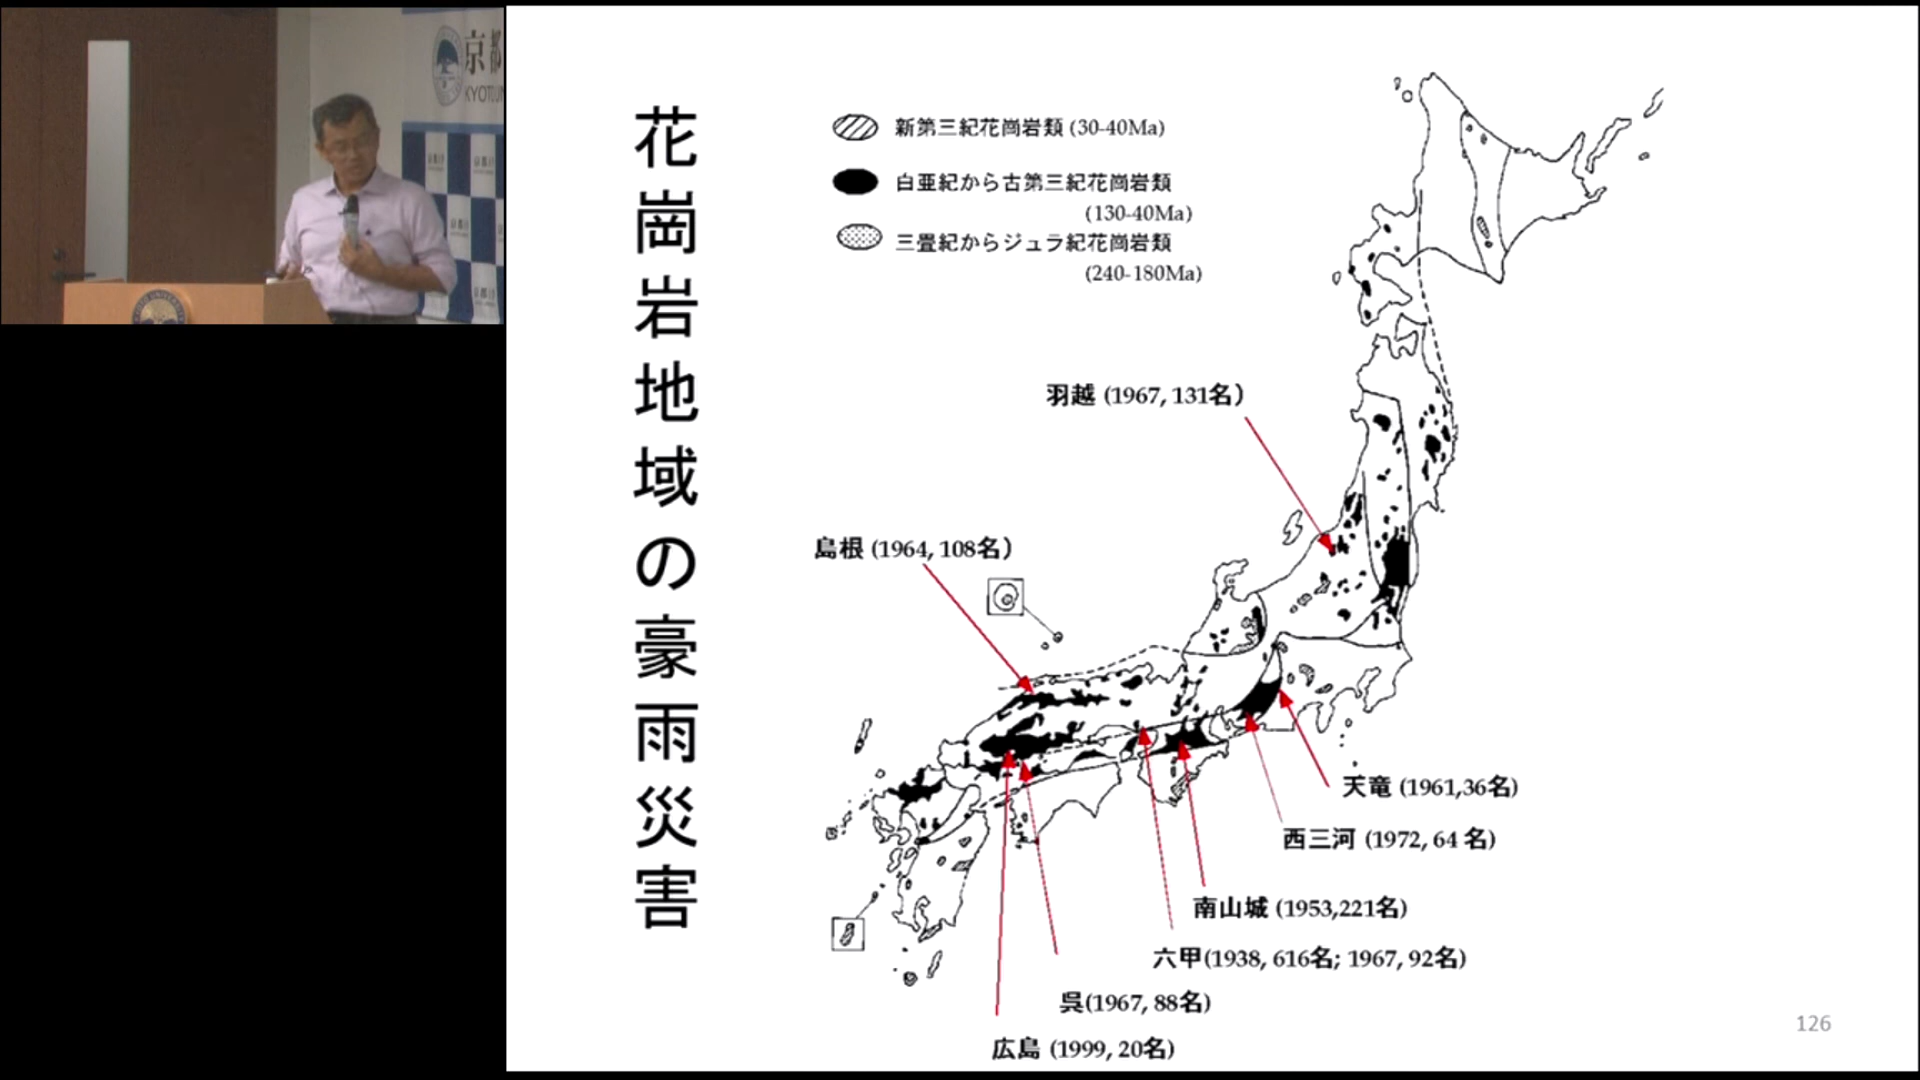 京都
KYOTO UN
花崗岩地域の豪雨災害
新第三紀花崗岩類 (30-40Ma)
白亜紀から古第三紀花崗岩類
(130-40Ma)
三畳紀からジュラ紀花崗岩類
(240-180Ma)
羽越 (1967, 131名)
島根 (1964, 108名)
天竜 (1961,36名)
西三河 (1972, 64 名)
南山城 (1953,221名)
六甲(1938, 616名; 1967, 92名)
呉(1967, 88名)
広島 (1999, 20名)
126